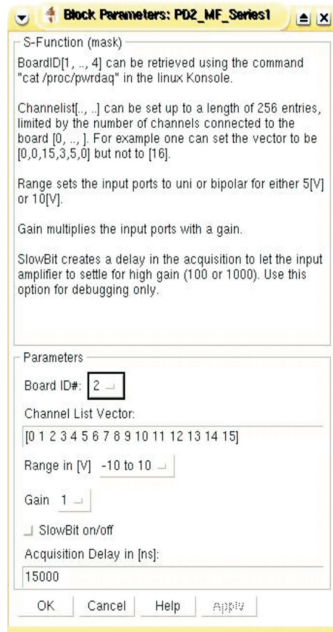 Block Parameters: PD2_MF_Series1
S-Function (mask)
BoardID[1, .., 4] can be retrieved using the command
"cat /proc/pwrdaq" in the linux Konsole.
Channelist[.., ..] can be set up to a length of 256 entries,
limited by the number of channels connected to the
board [0, .., ]. For example one can set the vector to be
[0,0,15,3,5,0] but not to [16].
Range sets the input ports to uni or bipolar for either 5[V]
or 10[V].
Gain multiplies the input ports with a gain.
SlowBit creates a delay in the acquisition to let the input
amplifier to settle for high gain (100 or 1000). Use this
option for debugging only.
Parameters
Board ID#: 2
Channel List Vector:
[0 1 2 3 4 5 6 7 8 9 10 11 12 13 14 15]
Range in [V] -10 to 10
Gain 1
SlowBit on/off
Acquisition Delay in [ns]:
15000
OK Cancel Help Apply